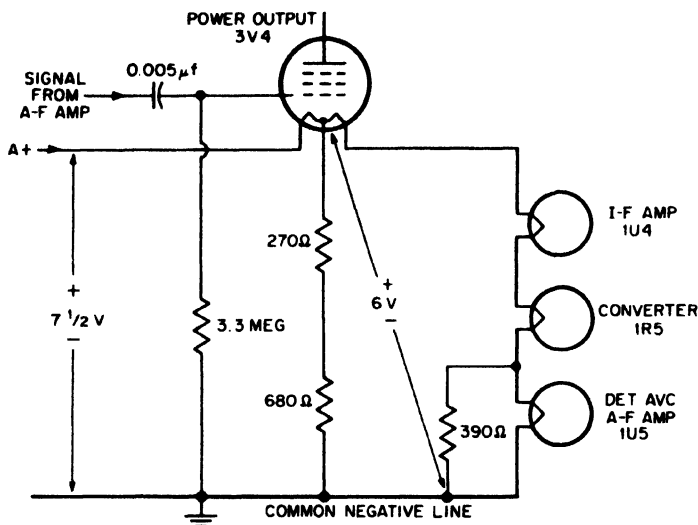 POWER OUTPUT
3V4
0.005μf
SIGNAL
FROM
A-F AMP
A+
I-F AMP
1U4
270Ω
+
6 V
−
+
7 1/2 V
−
3.3 MEG
CONVERTER
1R5
680Ω
390Ω
DET AVC
A-F AMP
1U5
COMMON NEGATIVE LINE